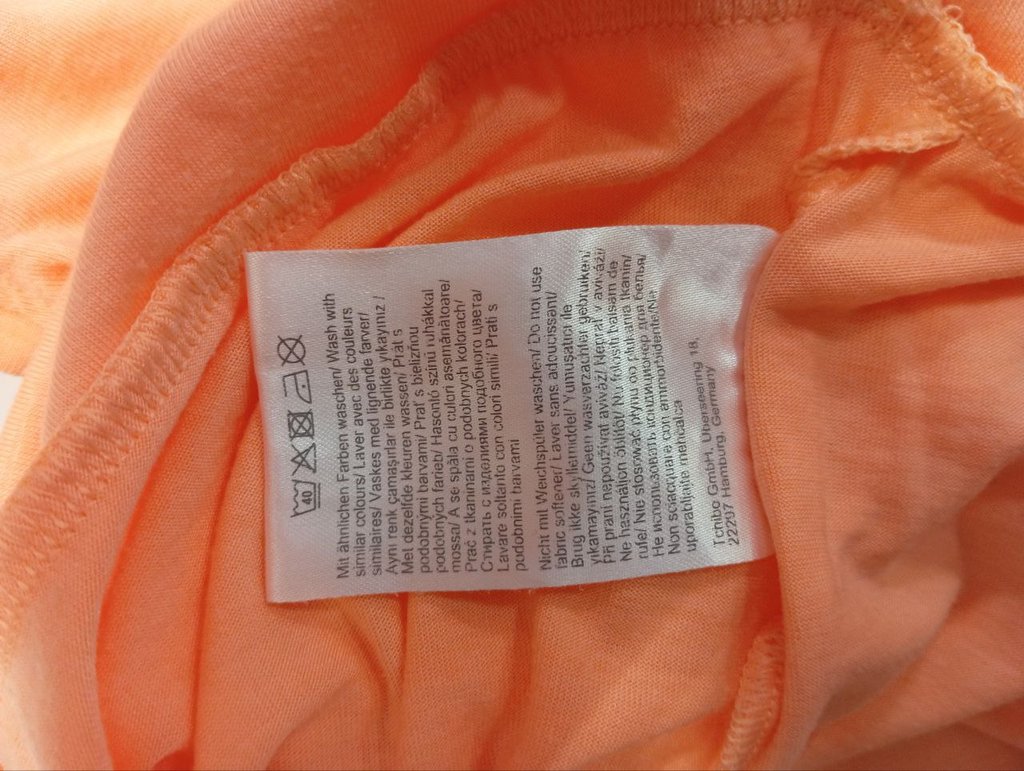 40
Mit ähnlichen Farben waschen/ Wash with
similar colours/ Laver avec des couleurs
similaires/ Vaskes med lignende farver/
Aynı renk çamaşırlar ile birlikte yıkayınız /
Met dezelfde kleuren wassen/ Prať s
podobnými barvami/ Prať s bielizňou
podobných farieb/ Hasonló színű ruhákkal
mossa/ A se spăla cu culori asemănătoare/
Prać z tkaninami o podobnych kolorach/
Стирать с изделиями подобного цвета/
Lavare soltanto con colori simili/ Prati s
podobnimi barvami
Nicht mit Weichspüler waschen/ Do not use
fabric softener/ Laver sans adoucissant/
Brug ikke skyllemiddel/ Yumuşatıcı ile
yıkamayınız/ Geen wasverzachter gebruiken/
Při praní nepoužívat aviváž/ Neprať v aviváži/
Ne használjon öblítőt/ Nu folosiți balsam de
rufe/ Nie stosować płynu do płukania tkanin/
Не использовать кондиционер для белья/
Non sciacquare con ammorbidente/Ne
uporabljajte mehčalca
Tchibo GmbH, Überseering 18,
22297 Hamburg, Germany